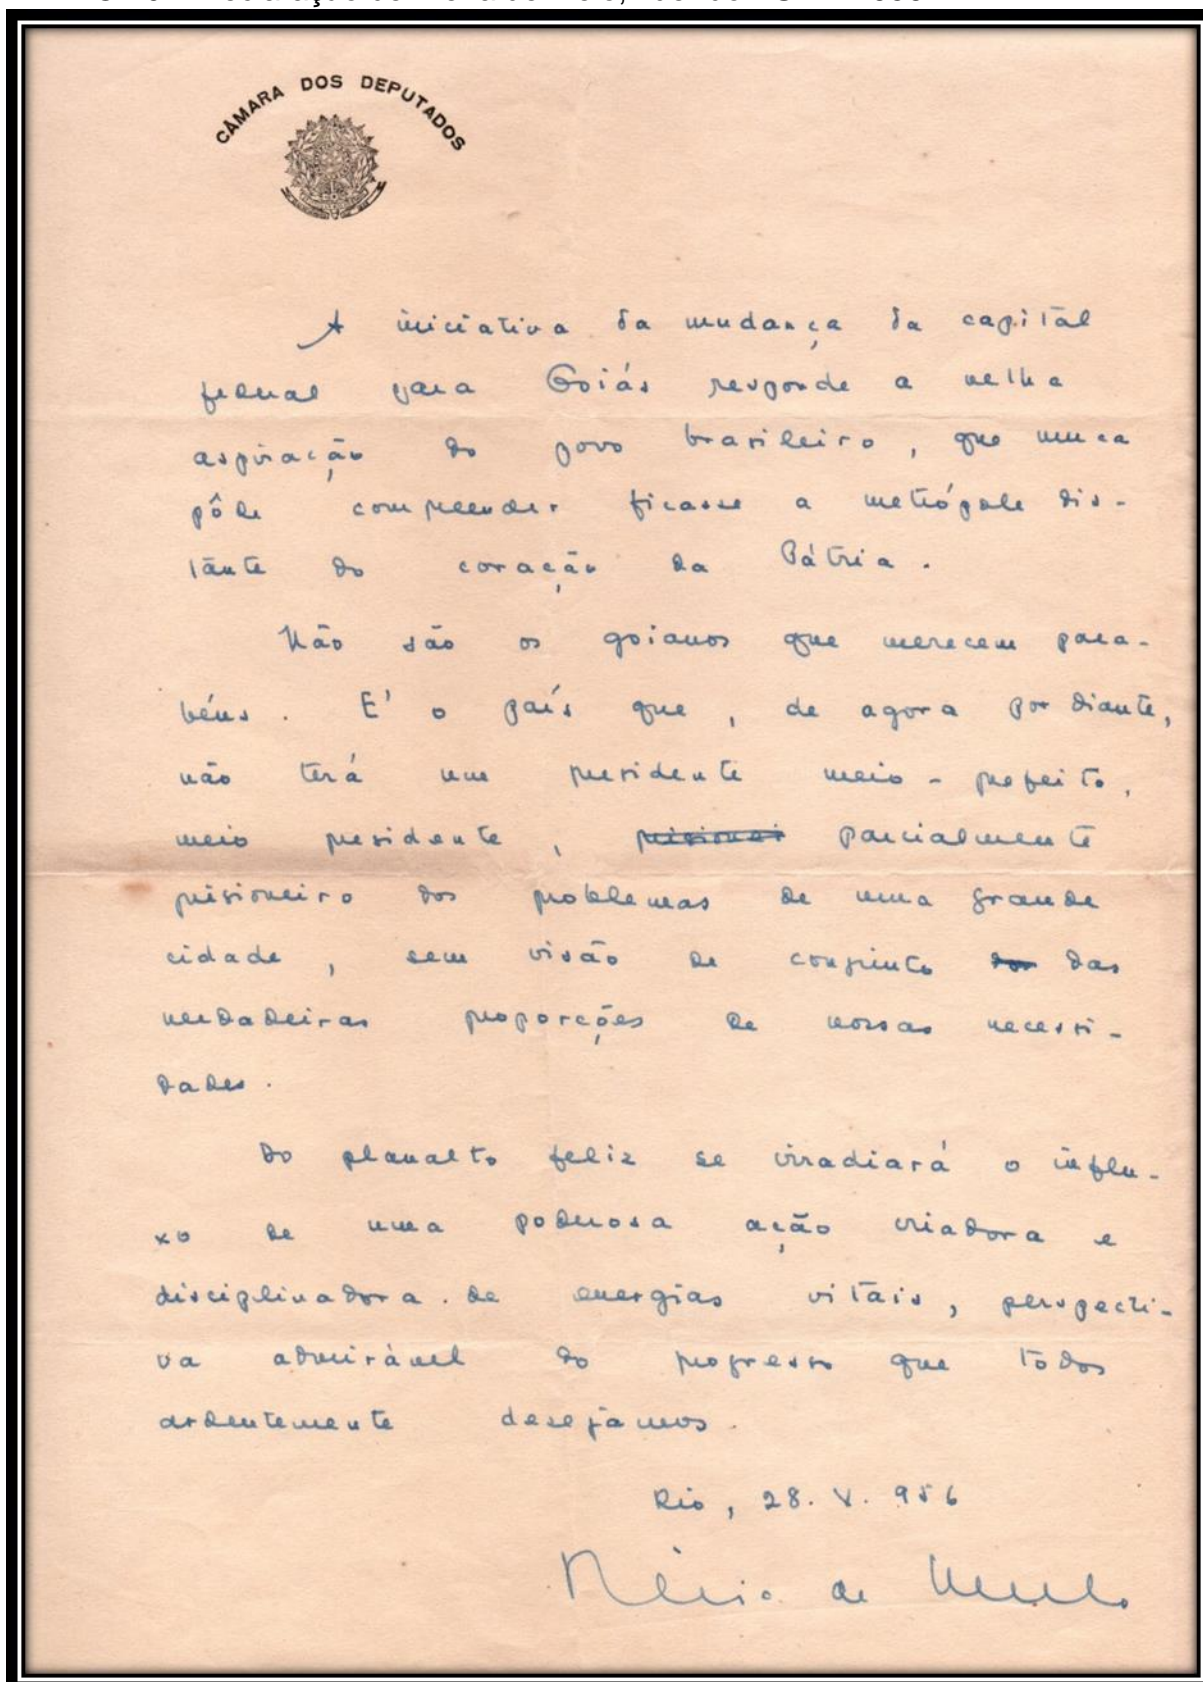 CÂMARA DOS DEPUTADOS
A iniciativa da mudança da capital
federal para Goiás responde a velha
aspiração do povo brasileiro, que nunca
pôde compreender ficasse a metrópole dis-
tante do coração da Pátria.
Não são os goianos que merecem para-
béns. E' o país que, de agora por diante,
não terá um presidente meio-prefeito,
meio presidente, prisionei parcialmente
prisioneiro dos problemas de uma grande
cidade, sem visão de conjunto dos das
verdadeiras proporções de nossas necessi-
dades.
Do planalto feliz se irradiará o influ-
xo de uma poderosa ação criadora e
disciplinadora de energias vitais, perspecti-
va admirável do progresso que todos
ardentemente desejamos.
Rio, 28. V. 956